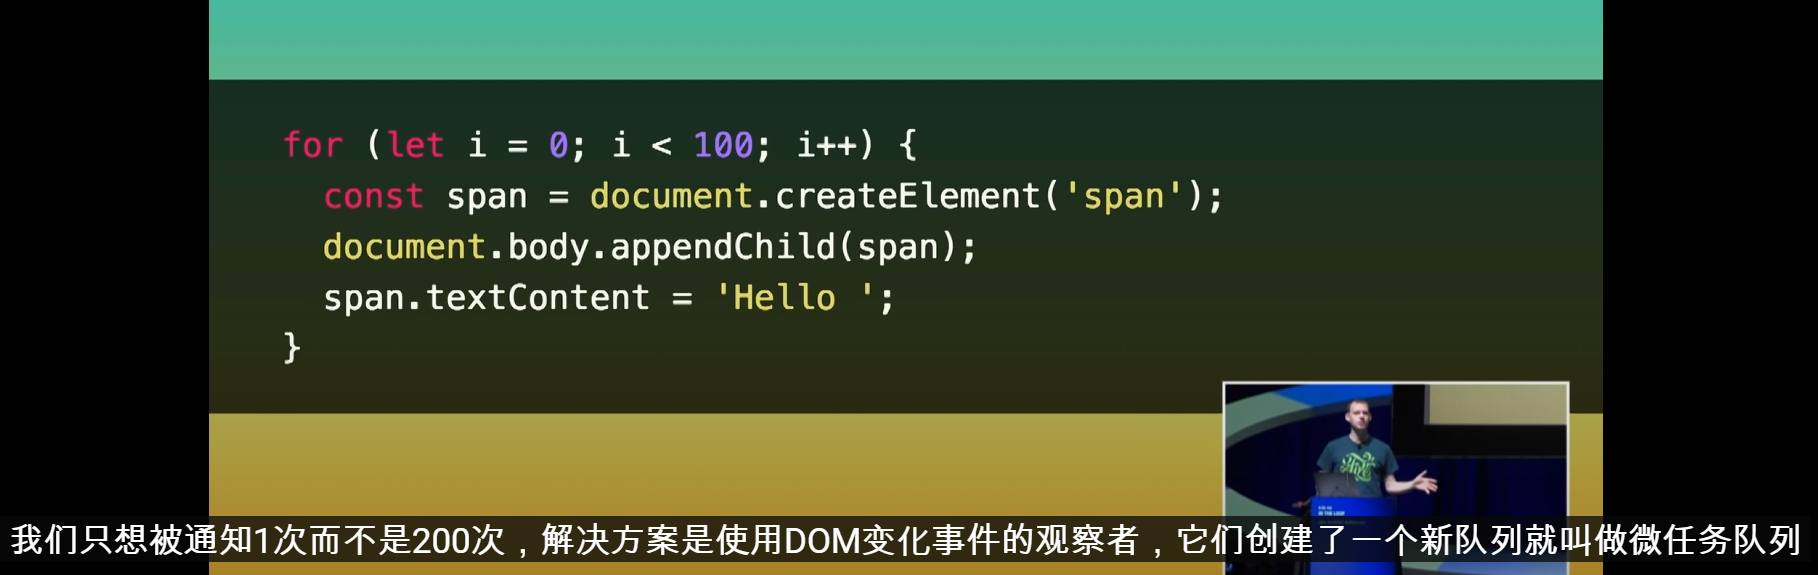 for (let i = 0; i < 100; i++) {
  const span = document.createElement('span');
  document.body.appendChild(span);
  span.textContent = 'Hello ';
}
我们只想被通知1次而不是200次，解决方案是使用DOM变化事件的观察者，它们创建了一个新队列就叫做微任务队列